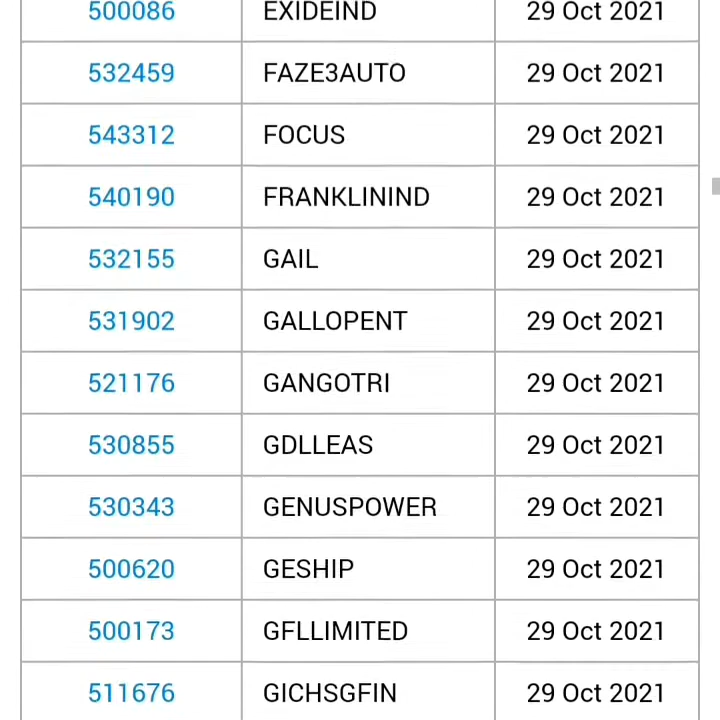 500086 EXIDEIND 29 Oct 2021
532459 FAZE3AUTO 29 Oct 2021
543312 FOCUS 29 Oct 2021
540190 FRANKLININD 29 Oct 2021
532155 GAIL 29 Oct 2021
531902 GALLOPENT 29 Oct 2021
521176 GANGOTRI 29 Oct 2021
530855 GDLLEAS 29 Oct 2021
530343 GENUSPOWER 29 Oct 2021
500620 GESHIP 29 Oct 2021
500173 GFLLIMITED 29 Oct 2021
511676 GICHSGFIN 29 Oct 2021